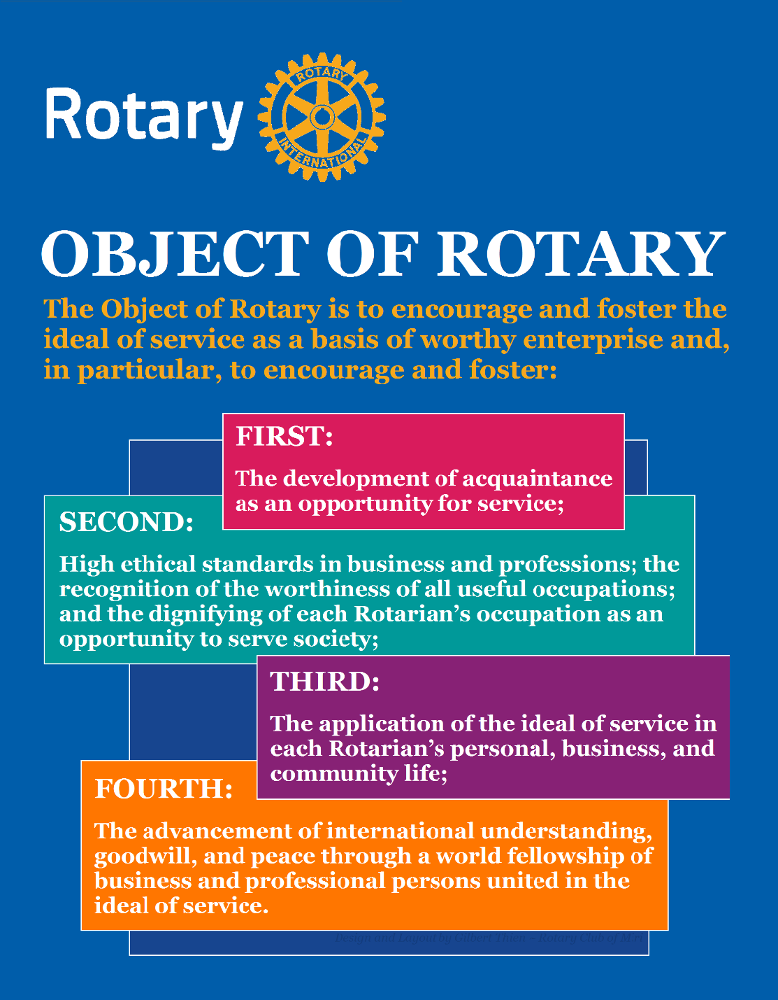 Rotary
ROTARY
INTERNATIONAL
OBJECT OF ROTARY
The Object of Rotary is to encourage and foster the
ideal of service as a basis of worthy enterprise and,
in particular, to encourage and foster:
FIRST:
The development of acquaintance
as an opportunity for service;
SECOND:
High ethical standards in business and professions; the
recognition of the worthiness of all useful occupations;
and the dignifying of each Rotarian’s occupation as an
opportunity to serve society;
THIRD:
The application of the ideal of service in
each Rotarian’s personal, business, and
community life;
FOURTH:
The advancement of international understanding,
goodwill, and peace through a world fellowship of
business and professional persons united in the
ideal of service.
Design and Layout by Gilbert Thien – Rotary Club of